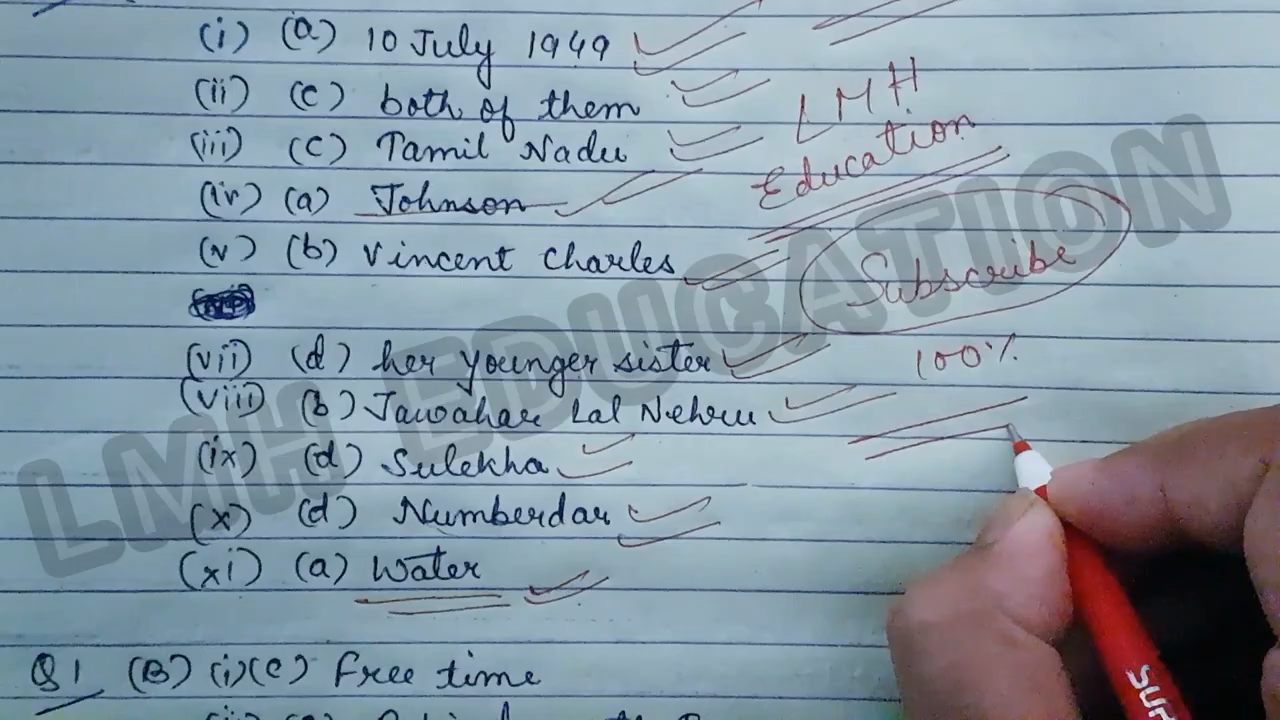 (i) (a) 10 July 1949
(ii) (c) both of them
(iii) (c) Tamil Nadu
(iv) (a) Johnson
(v) (b) Vincent Charles
(vii) (d) her younger sister
(viii) (b) Jawahar Lal Nehru
(ix) (d) Sulekha
(x) (d) Numberdar
(xi) (a) Water
Q1 (B) (i) (c) Free time
LMH
Education
Subscribe
100%
LMH EDUCATION